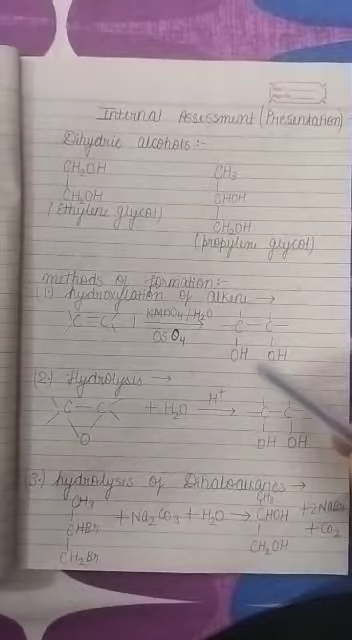 Internal Assessment (Presentation)
Dihydric alcohols :-
CH₂OH
CH₂OH
(Ethylene glycol)
CH₃
CHOH
CH₂OH
(propylene glycol)
methods of formation:-
(1) hydroxylation of alkene →
C=C KMnO₄/H₂O → C - C
OsO₄
OH OH
(2) Hydrolysis →
C - C + H₂O H⁺ → C - C
O
OH OH
(3.) hydrolysis of Dihaloalkanes →
CH₃ CH₃
CHBr + Na₂CO₃ + H₂O → CHOH + 2NaBr
+ CO₂
CH₂Br CH₂OH